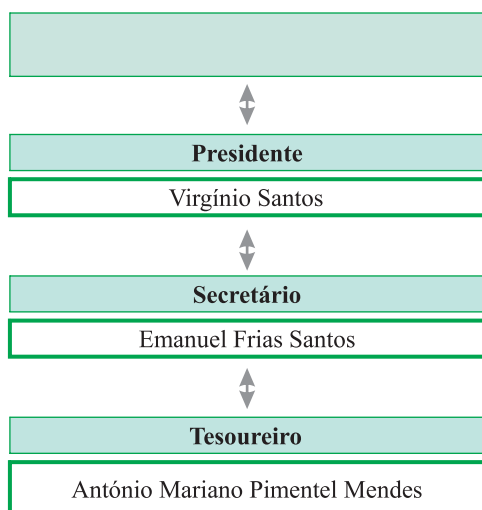 Presidente
Virgínio Santos
Secretário
Emanuel Frias Santos
Tesoureiro
António Mariano Pimentel Mendes